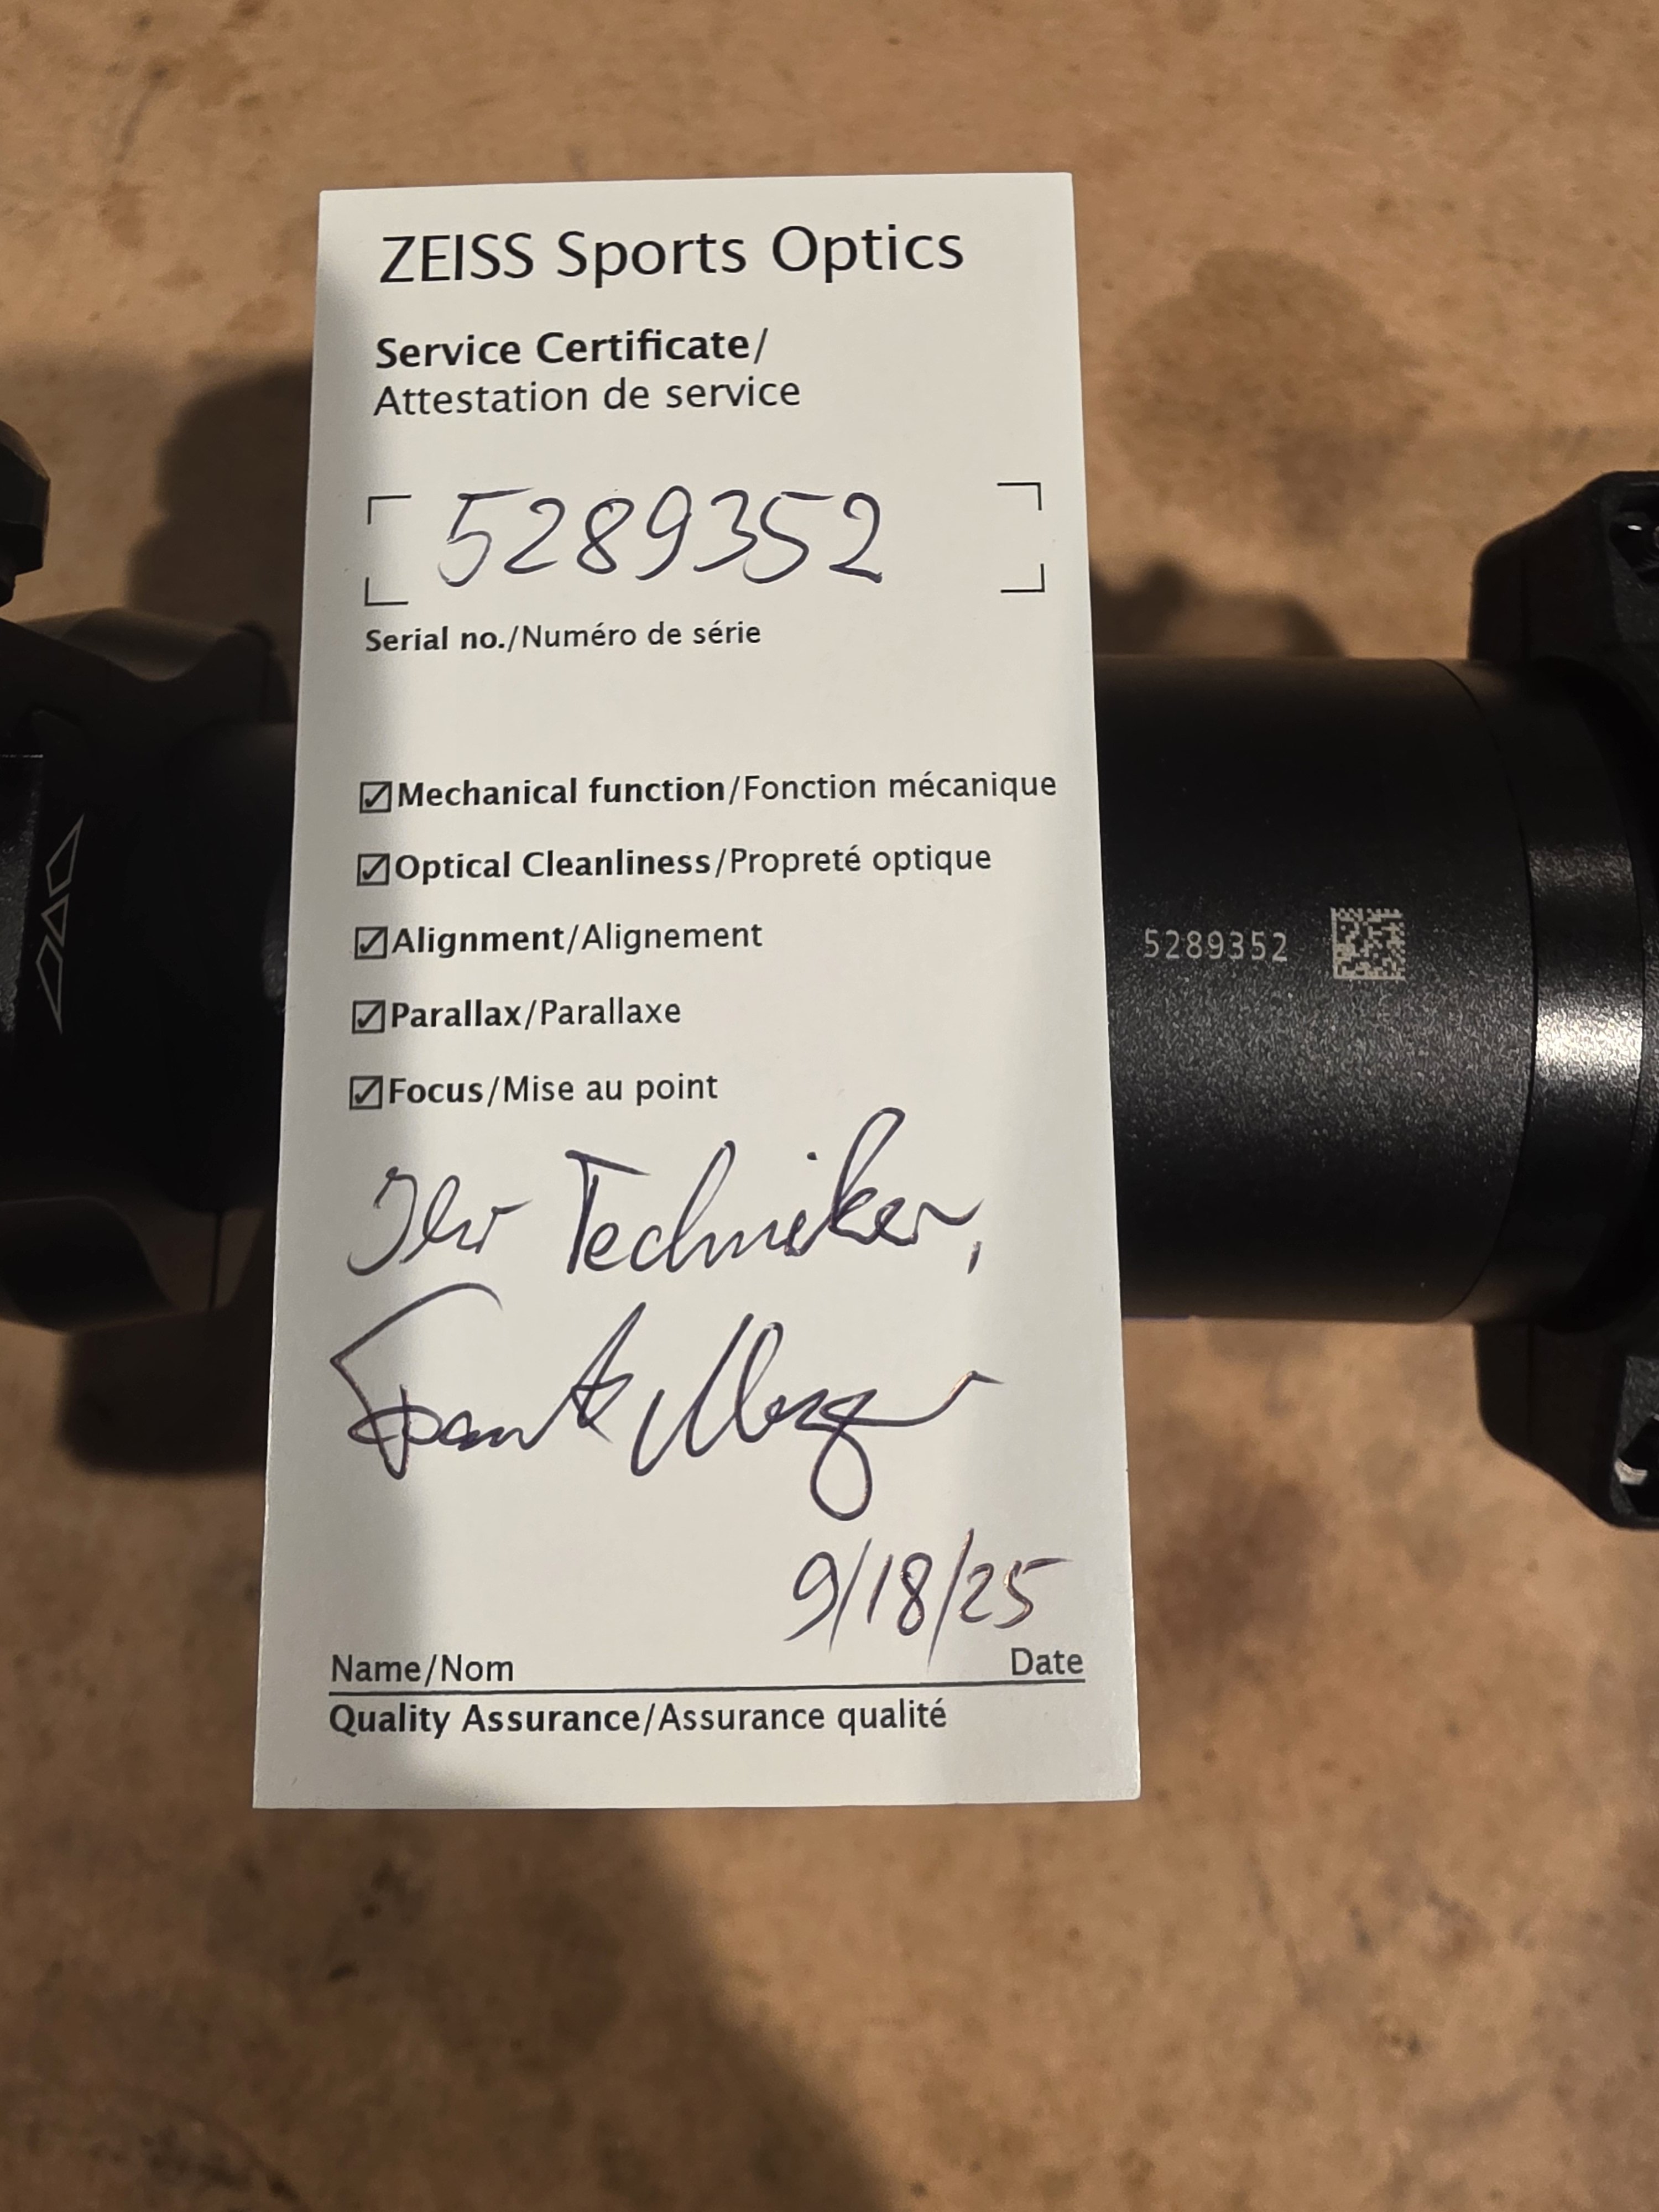 ZEISS Sports Optics
Service Certificate/
Attestation de service
5289352
Serial no./Numéro de série
☑Mechanical function/Fonction mécanique
☑Optical Cleanliness/Propreté optique
☑Alignment/Alignement
☑Parallax/Parallaxe
☑Focus/Mise au point
Ihr Techniker,
Frank
9/18/25
Name/Nom Date
Quality Assurance/Assurance qualité
5289352